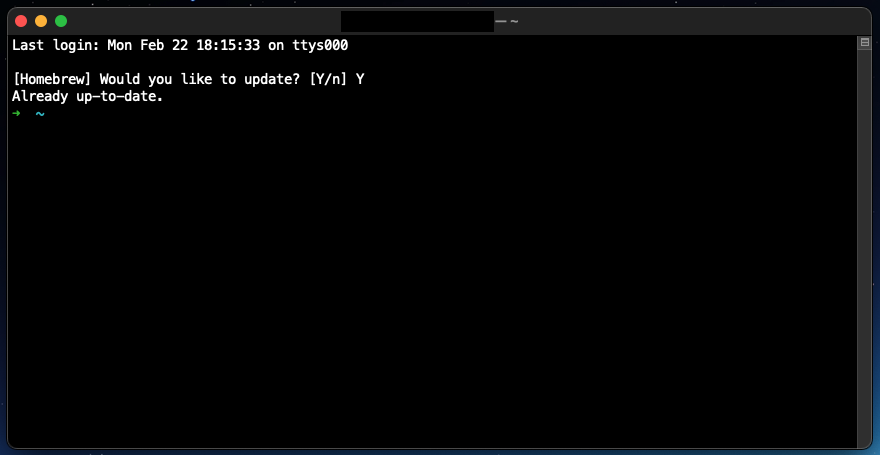 — ~
Last login: Mon Feb 22 18:15:33 on ttys000
[Homebrew] Would you like to update? [Y/n] Y
Already up-to-date.
➜ ~